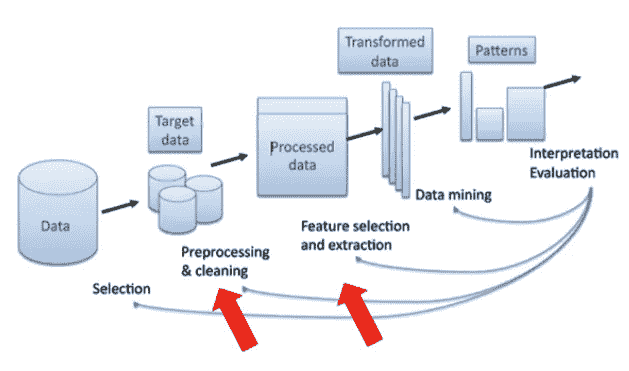 Transformed
data
Patterns
Target
data
Processed
data
Interpretation
Evaluation
Data mining
Data
Feature selection
and extraction
Preprocessing
& cleaning
Selection